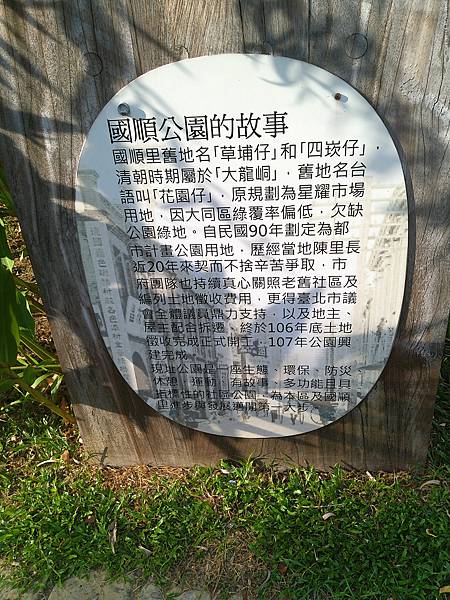 國順公園的故事
國順里舊地名「草埔仔」和「四崁仔」，
清朝時期屬於「大龍峒」，舊地名台
語叫「花園仔」，原規劃為星耀市場
用地，因大同區綠覆率偏低，欠缺
公園綠地。自民國90年劃定為都
市計畫公園用地，歷經當地陳里長
近20年來契而不捨辛苦爭取，市
府團隊也持續真心關照老舊社區及
編列土地徵收費用，更得臺北市議
會全體議員鼎力支持，以及地主、
屋主配合拆遷、終於106年底土地
徵收完成正式開工，107年公園興
建完成。
現址公園是一座生態、環保、防災
休憩、運動、有故事、多功能且具
指標性的社區公園，為本區及國順
里進步與發展邁開第一大步。